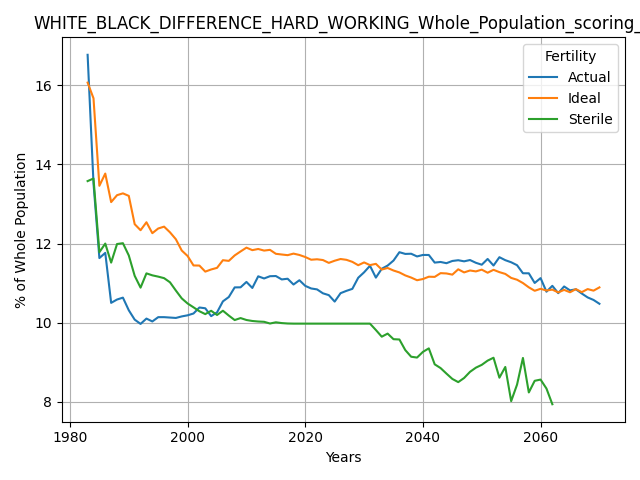 WHITE_BLACK_DIFFERENCE_HARD_WORKING_Whole_Population_scoring_
Fertility
Actual
Ideal
Sterile
% of Whole Population
16
14
12
10
8
1980 2000 2020 2040 2060
Years